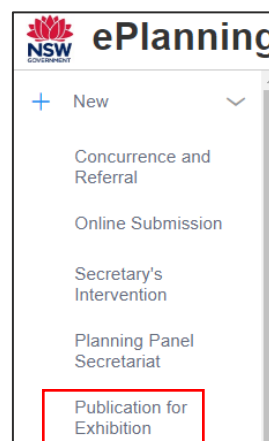 ePlanning
NSW
GOVERNMENT
+ New
Concurrence and
Referral
Online Submission
Secretary's
Intervention
Planning Panel
Secretariat
Publication for
Exhibition